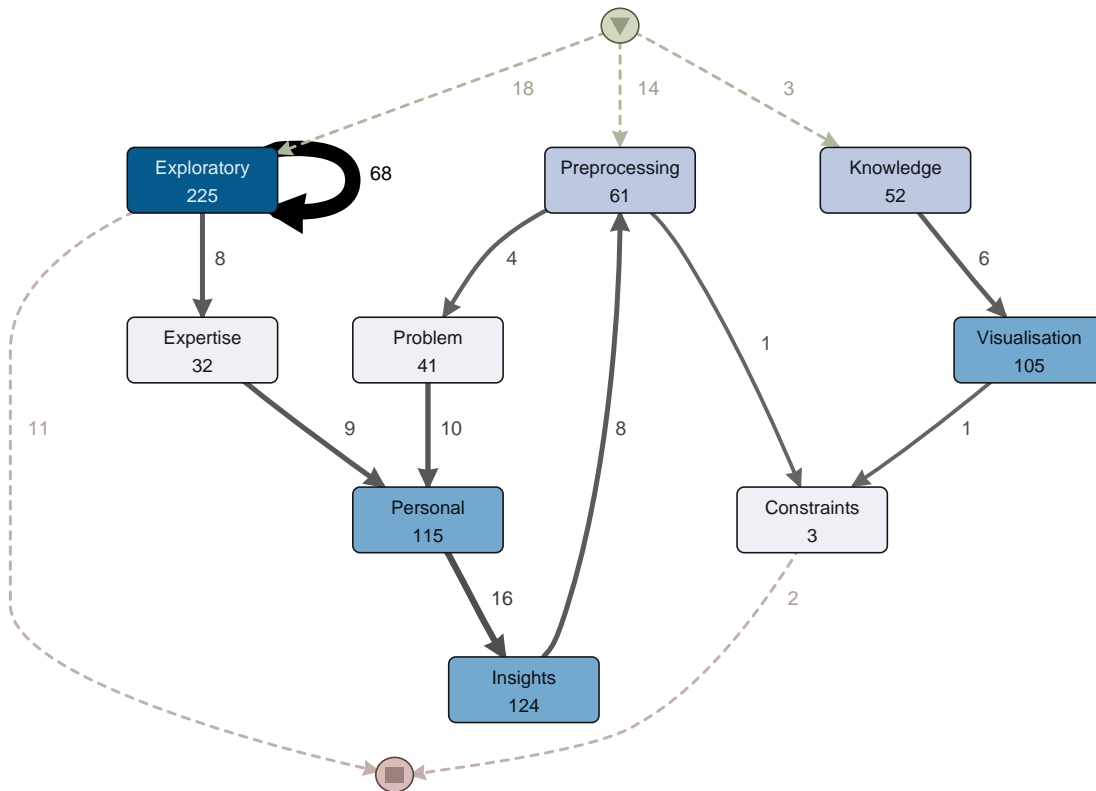 18
14
3
Exploratory
225
68
Preprocessing
61
Knowledge
52
8
4
6
Expertise
32
Problem
41
1
Visualisation
105
11
9
10
8
1
Personal
115
Constraints
3
16
2
Insights
124